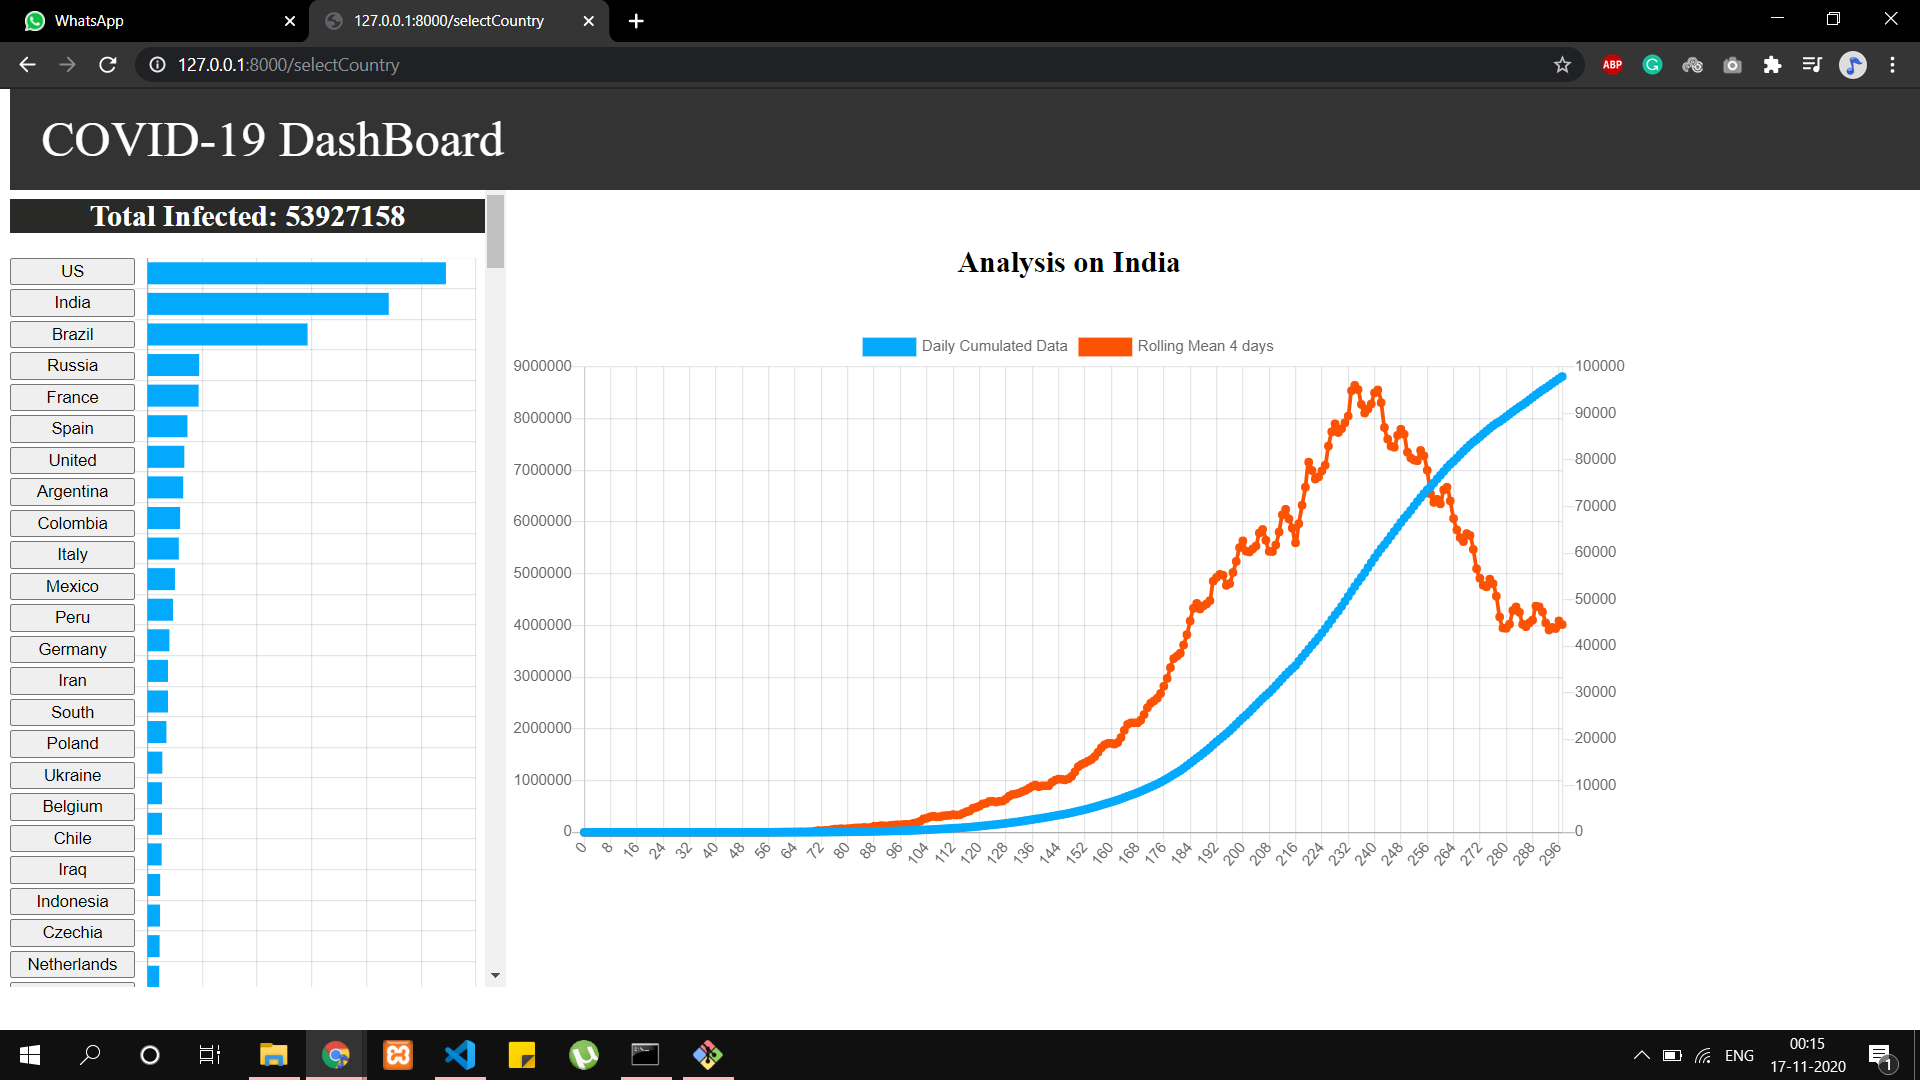 WhatsApp
127.0.0.1:8000/selectCountry
127.0.0.1:8000/selectCountry
ABP
COVID-19 DashBoard
Total Infected: 53927158
US
India
Brazil
Russia
France
Spain
United
Argentina
Colombia
Italy
Mexico
Peru
Germany
Iran
South
Poland
Ukraine
Belgium
Chile
Iraq
Indonesia
Czechia
Netherlands
Analysis on India
Daily Cumulated Data
Rolling Mean 4 days
9000000
8000000
7000000
6000000
5000000
4000000
3000000
2000000
1000000
0
100000
90000
80000
70000
60000
50000
40000
30000
20000
10000
0
0 8 16 24 32 40 48 56 64 72 80 88 96 104 112 120 128 136 144 152 160 168 176 184 192 200 208 216 224 232 240 248 256 264 272 280 288 296
ENG
00:15
17-11-2020
1